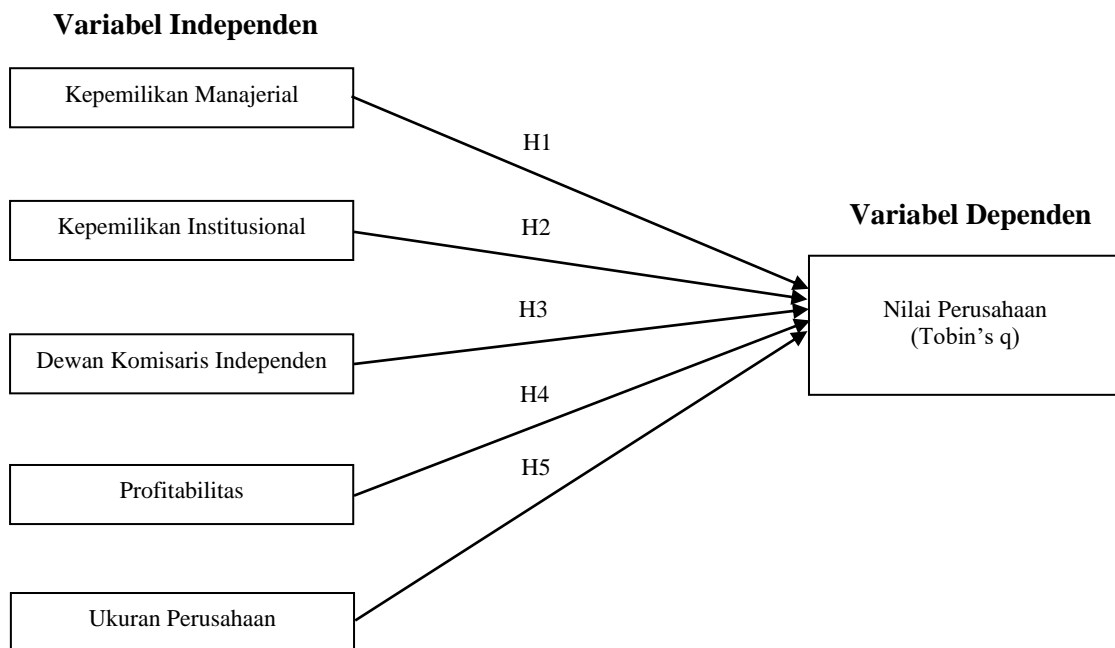 Variabel Independen
Kepemilikan Manajerial
H1
Kepemilikan Institusional
H2
Variabel Dependen
Nilai Perusahaan
(Tobin’s q)
H3
Dewan Komisaris Independen
H4
Profitabilitas
H5
Ukuran Perusahaan